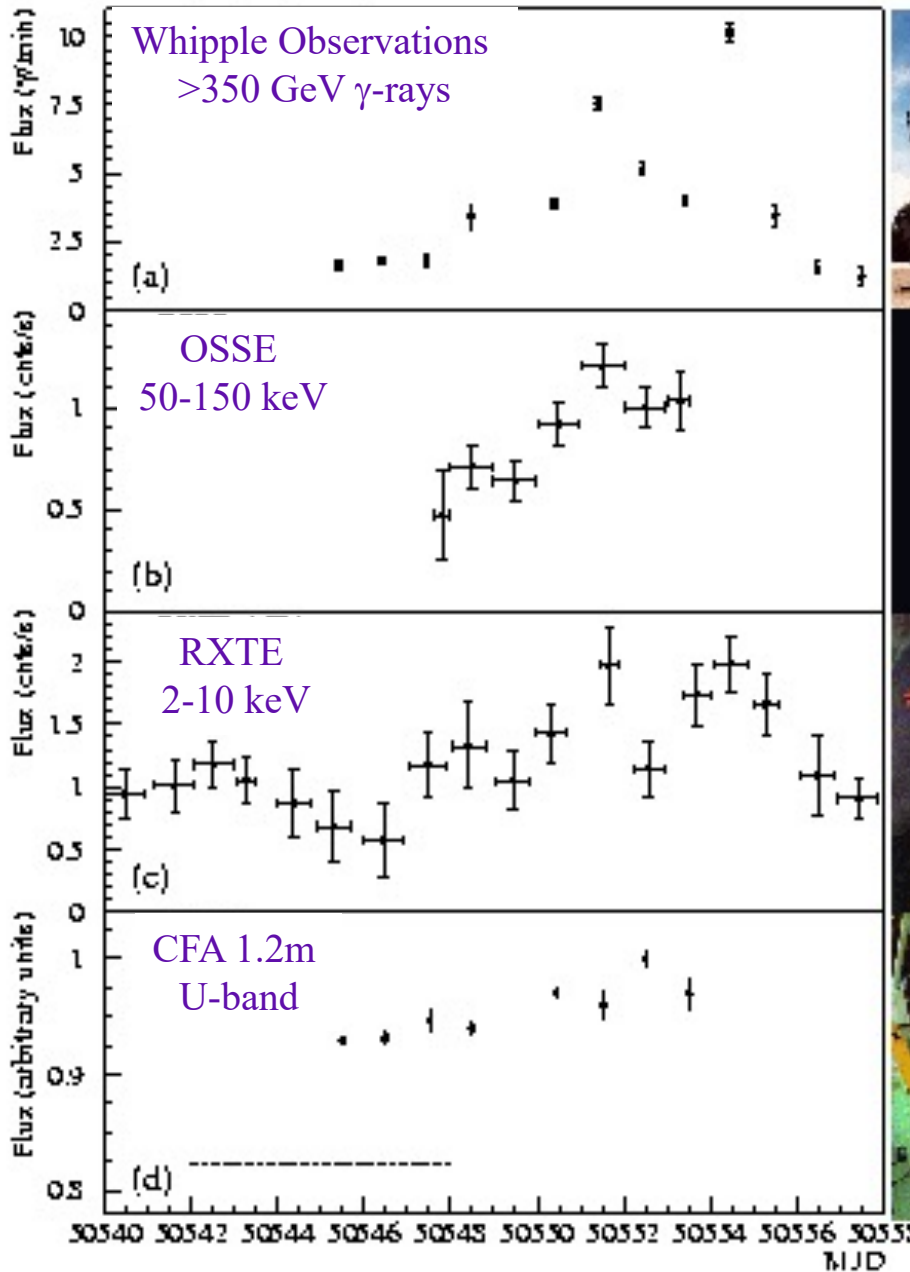 Flux (γ/min)
10
7.5
5
2.5
0
Whipple Observations
>350 GeV γ-rays
(a)
Flux (cnts/s)
1
0.5
0
OSSE
50-150 keV
(b)
Flux (cnts/s)
2
1.5
1
0.5
0
RXTE
2-10 keV
(c)
Flux (arbitrary units)
1
0.9
0.8
CFA 1.2m
U-band
(d)
50540 50542 50544 50546 50548 50550 50552 50554 50556
MJD